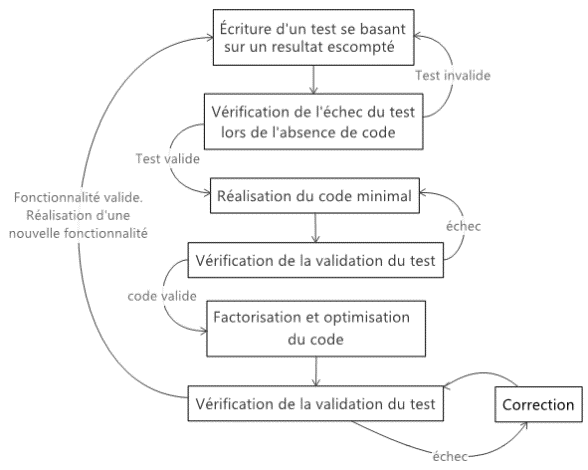 Écriture d'un test se basant
sur un resultat escompté
Test invalide
Vérification de l'échec du test
lors de l'absence de code
Test valide
Réalisation du code minimal
Fonctionnalité valide.
Réalisation d'une
nouvelle fonctionnalité
échec
Vérification de la validation du test
code valide
Factorisation et optimisation
du code
Vérification de la validation du test
Correction
échec